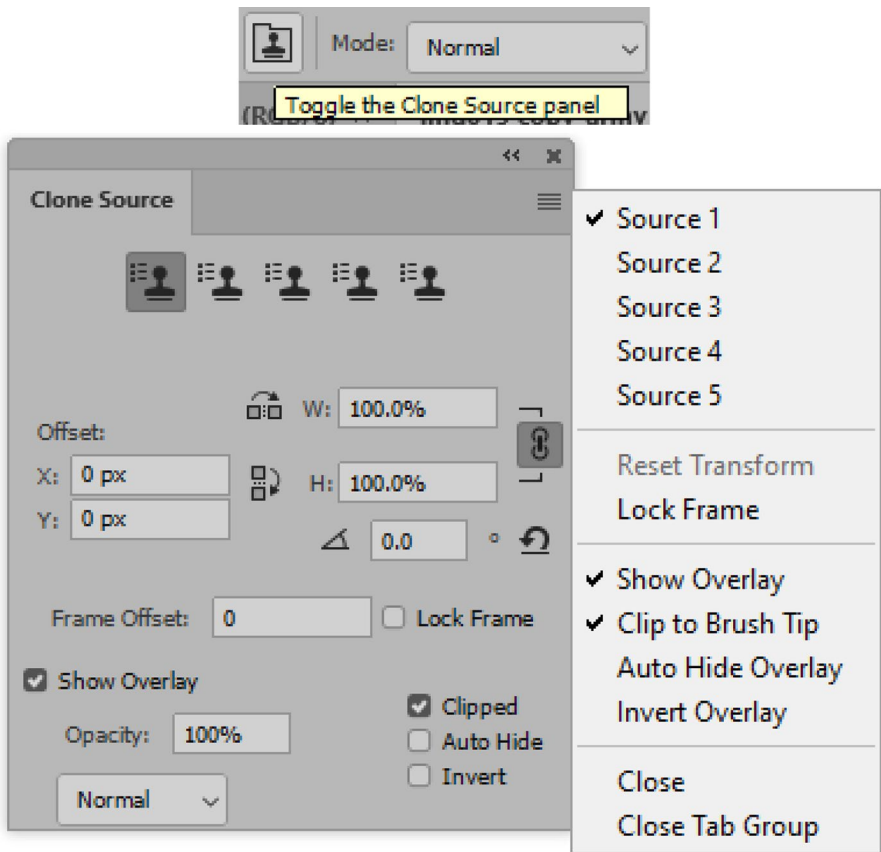 Mode: Normal
Toggle the Clone Source panel
Clone Source
Offset:
X: 0 px
Y: 0 px
W: 100.0%
H: 100.0%
0.0 °
Frame Offset: 0
Lock Frame
Show Overlay
Opacity: 100%
Normal
Clipped
Auto Hide
Invert
Source 1
Source 2
Source 3
Source 4
Source 5
Reset Transform
Lock Frame
Show Overlay
Clip to Brush Tip
Auto Hide Overlay
Invert Overlay
Close
Close Tab Group